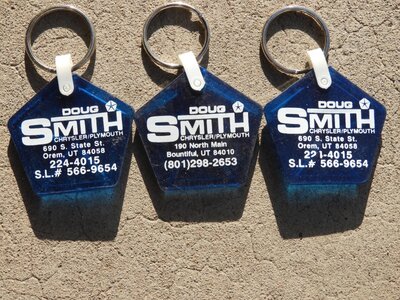 DOUG
SMITH
CHRYSLER/PLYMOUTH
690 S. State St.
Orem, UT 84058
224-4015
S.L.# 566-9654
DOUG
SMITH
CHRYSLER/PLYMOUTH
190 North Main
Bountiful, UT 84010
(801)298-2653
DOUG
SMITH
CHRYSLER/PLYMOUTH
690 S. State St.
Orem, UT 84058
224-4015
S.L.# 566-9654